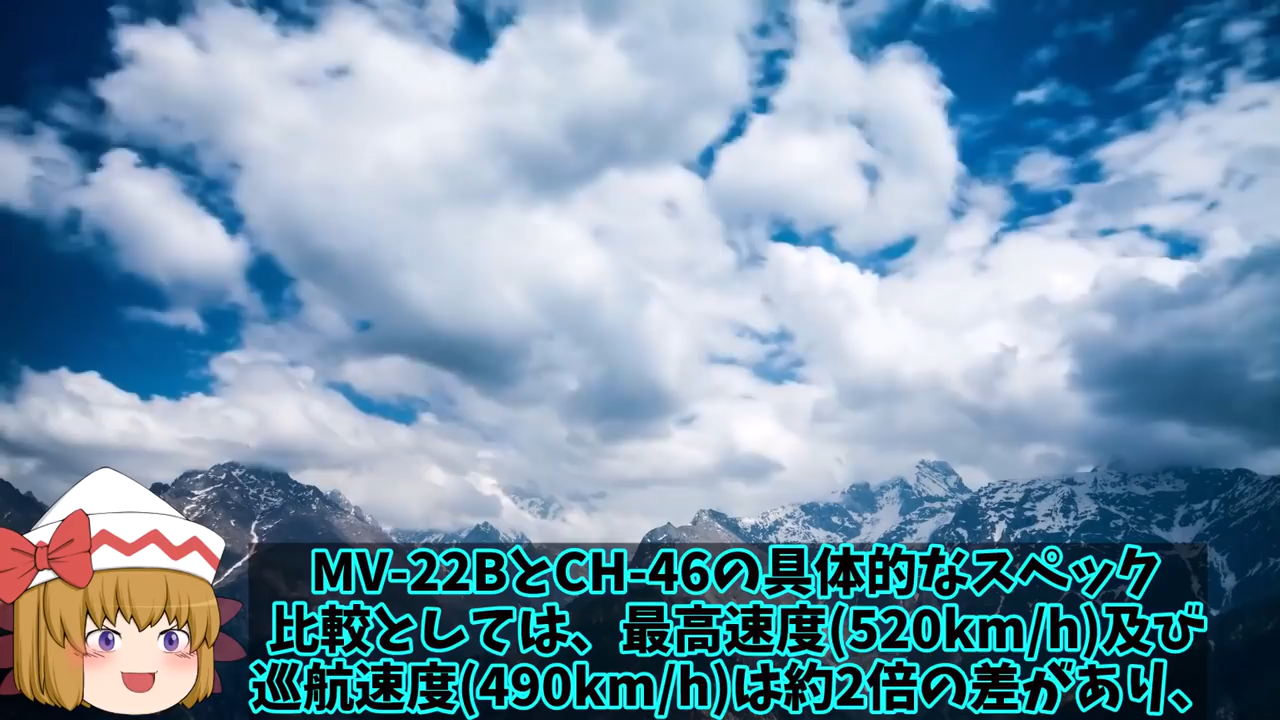 MV-22BとCH-46の具体的なスペック
比較としては、最高速度(520km/h)及び
巡航速度(490km/h)は約2倍の差があり、